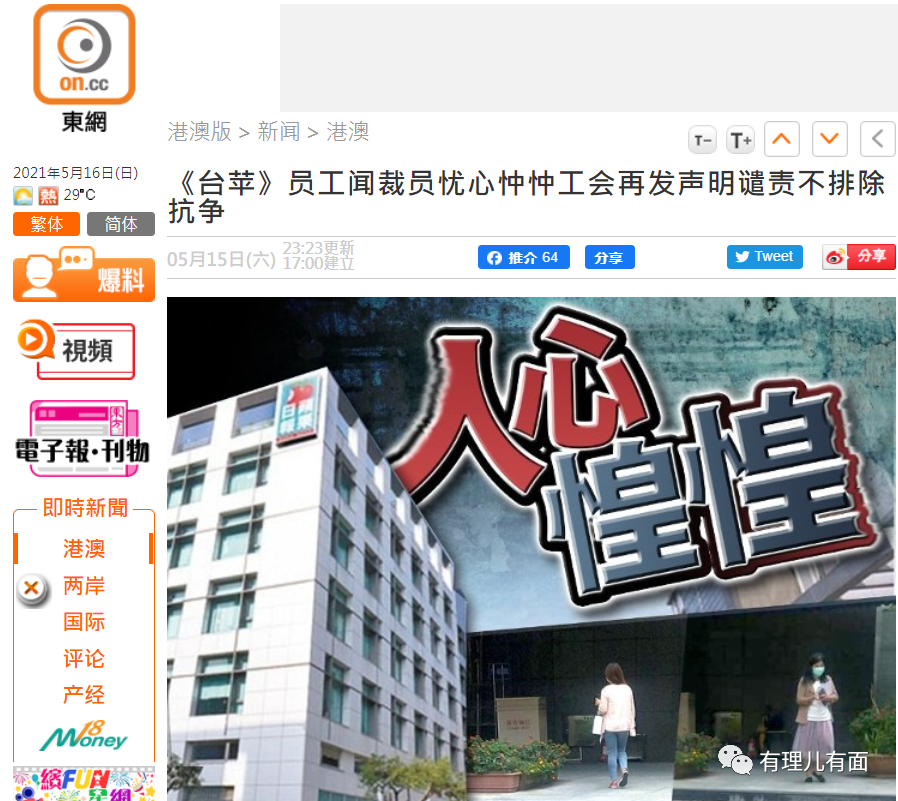 on.cc
東網
2021年5月16日(日)
熱 29°C
繁体 简体
爆料
視頻
東方
電子報·刊物
即時新聞
港澳
两岸
国际
评论
产经
18
Money
繽FUN
港澳版 > 新闻 > 港澳
T− T+
《台苹》员工闻裁员忧心忡忡工会再发声明谴责不排除
抗争
05月15日(六) 23:23更新
17:00建立
推介 64 分享 Tweet 分享
蘋果
日報
人心
惶惶
有理儿有面